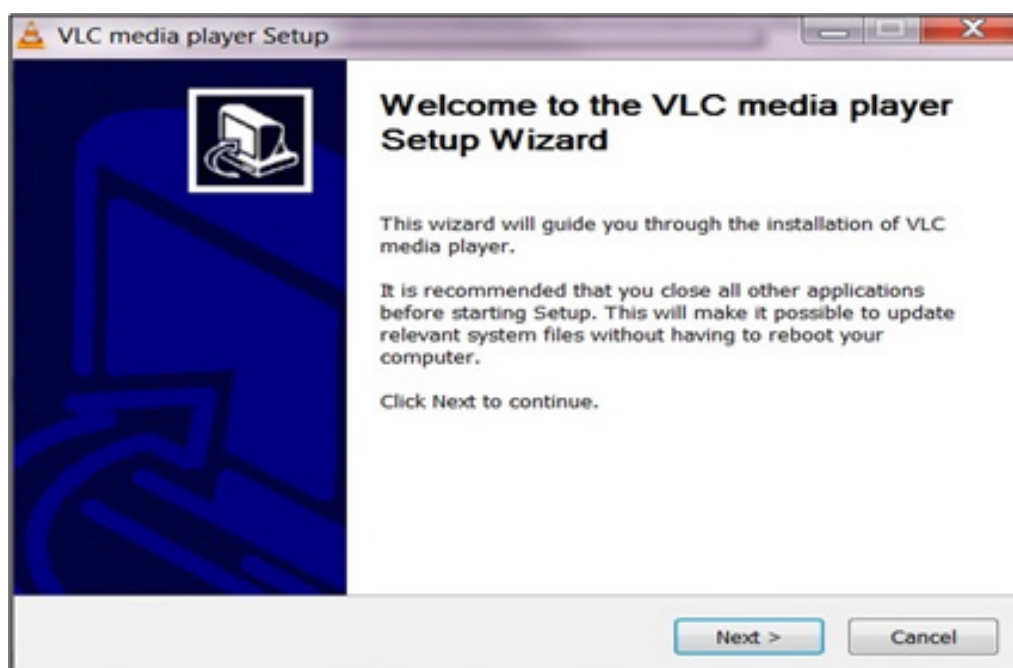 VLC media player Setup
Welcome to the VLC media player
Setup Wizard
This wizard will guide you through the installation of VLC
media player.
It is recommended that you close all other applications
before starting Setup. This will make it possible to update
relevant system files without having to reboot your
computer.
Click Next to continue.
Next >
Cancel